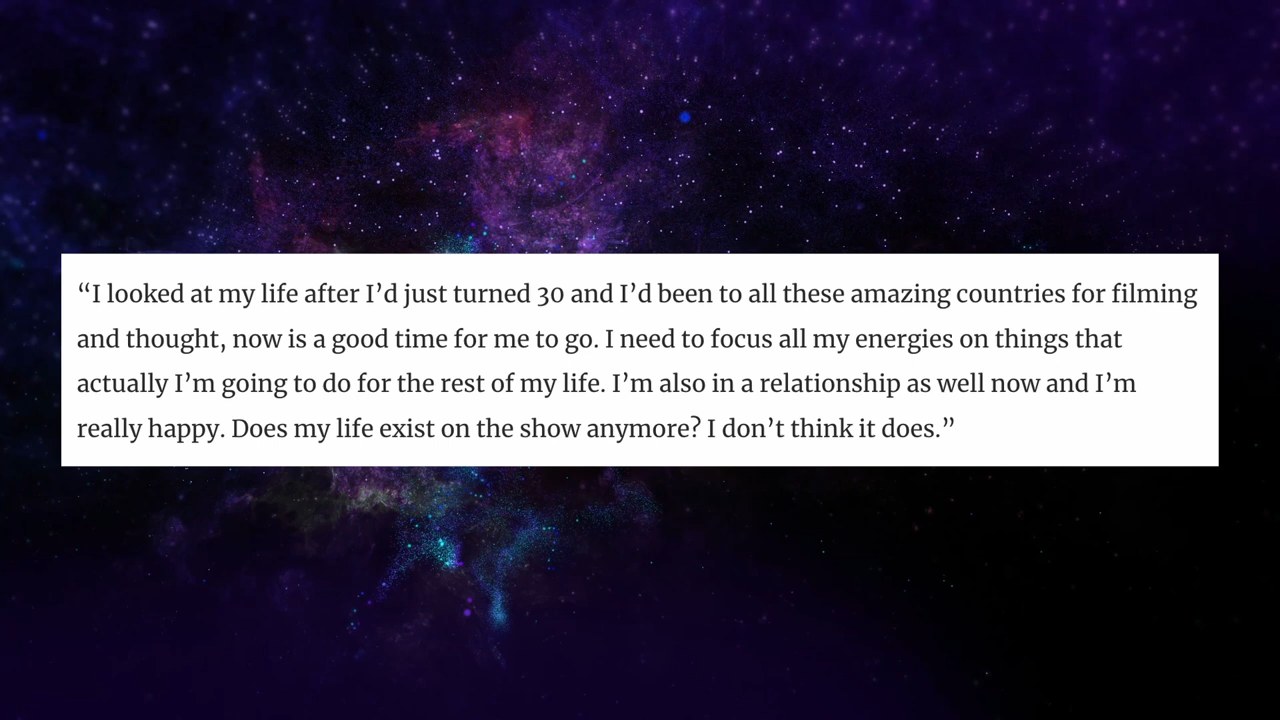 “I looked at my life after I’d just turned 30 and I’d been to all these amazing countries for filming
and thought, now is a good time for me to go. I need to focus all my energies on things that
actually I’m going to do for the rest of my life. I’m also in a relationship as well now and I’m
really happy. Does my life exist on the show anymore? I don’t think it does.”